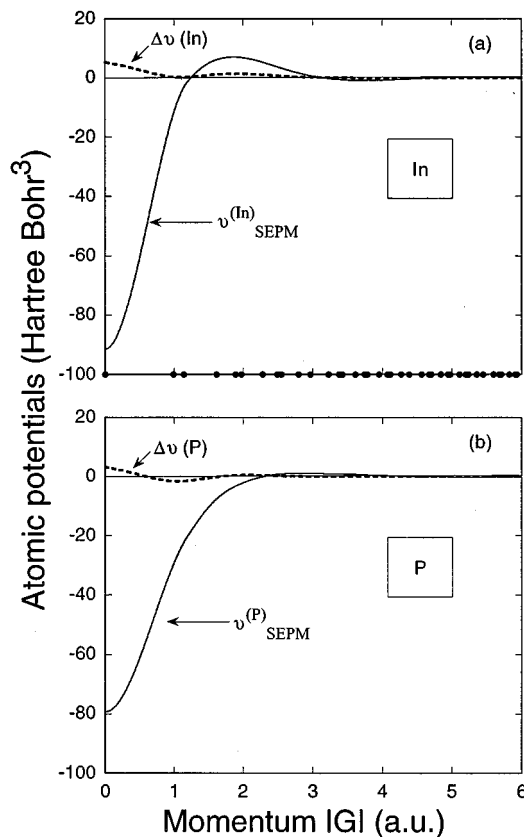 Atomic potentials (Hartree Bohr³)
(a)
Δυ (In)
20
0
-20
-40
-60
-80
-100
In
υ(In)SEPM
(b)
Δυ (P)
20
0
-20
-40
-60
-80
-100
P
υ(P)SEPM
0 1 2 3 4 5 6
Momentum |G| (a.u.)